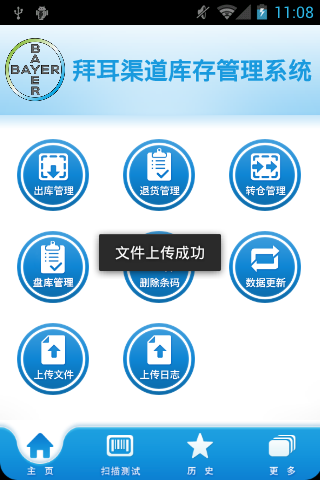 11:08
BAYER
BAYER
拜耳渠道库存管理系统
出库管理
退货管理
转仓管理
盘库管理
文件上传成功
删除条码
数据更新
上传文件
上传日志
主 页
扫描测试
历 史
更 多